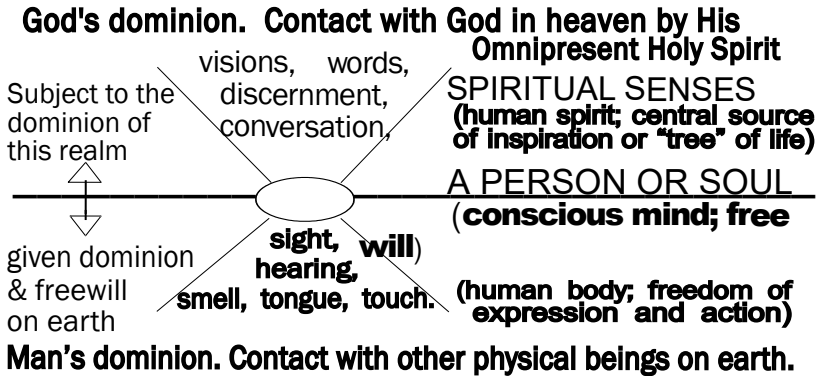 God's dominion. Contact with God in heaven by His
Omnipresent Holy Spirit
visions, words,
discernment,
conversation,
SPIRITUAL SENSES
(human spirit; central source
of inspiration or “tree” of life)
Subject to the
dominion of
this realm
A PERSON OR SOUL
(conscious mind; free
will)
given dominion
& freewill
on earth
sight,
hearing,
smell, tongue, touch.
(human body; freedom of
expression and action)
Man’s dominion. Contact with other physical beings on earth.